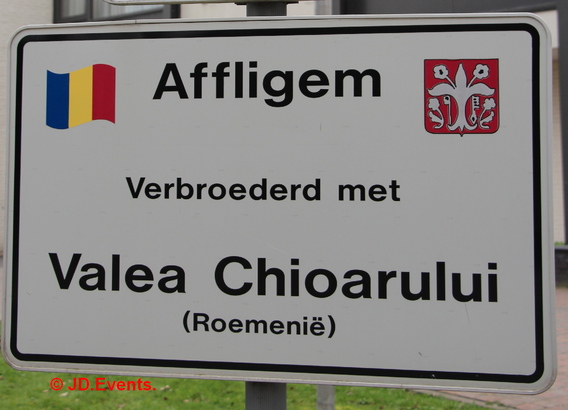 Affligem
Verbroederd met
Valea Chioarului
(Roemenië)
© JD.Events.